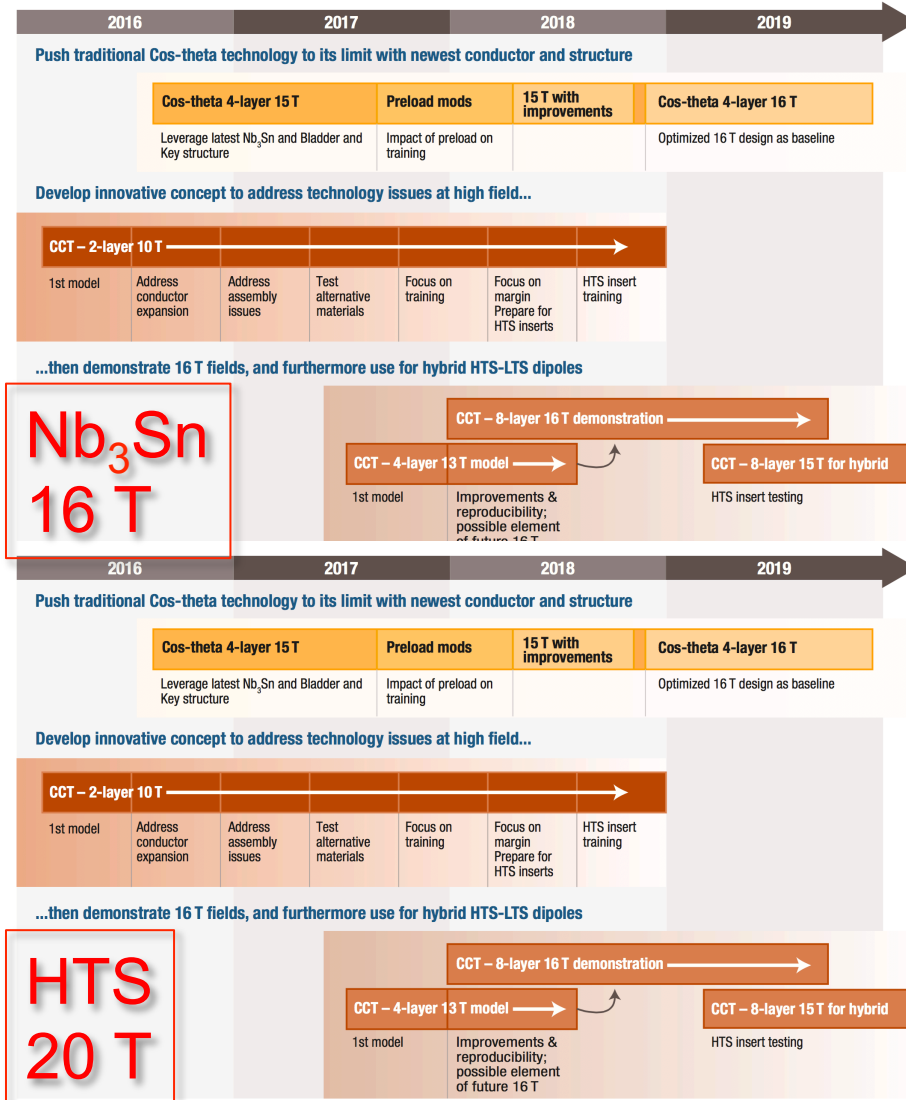 2016 2017 2018 2019
Push traditional Cos-theta technology to its limit with newest conductor and structure
Cos-theta 4-layer 15 T
Preload mods
15 T with
improvements
Cos-theta 4-layer 16 T
Leverage latest Nb3Sn and Bladder and
Key structure
Impact of preload on
training
Optimized 16 T design as baseline
Develop innovative concept to address technology issues at high field...
CCT – 2-layer 10 T
1st model
Address
conductor
expansion
Address
assembly
issues
Test
alternative
materials
Focus on
training
Focus on
margin
Prepare for
HTS inserts
HTS insert
training
...then demonstrate 16 T fields, and furthermore use for hybrid HTS-LTS dipoles
Nb3Sn
16 T
CCT – 8-layer 16 T demonstration
CCT – 4-layer 13 T model
CCT – 8-layer 15 T for hybrid
1st model
Improvements &
reproducibility;
possible element
of future 16 T
HTS insert testing
2016 2017 2018 2019
Push traditional Cos-theta technology to its limit with newest conductor and structure
Cos-theta 4-layer 15 T
Preload mods
15 T with
improvements
Cos-theta 4-layer 16 T
Leverage latest Nb3Sn and Bladder and
Key structure
Impact of preload on
training
Optimized 16 T design as baseline
Develop innovative concept to address technology issues at high field...
CCT – 2-layer 10 T
1st model
Address
conductor
expansion
Address
assembly
issues
Test
alternative
materials
Focus on
training
Focus on
margin
Prepare for
HTS inserts
HTS insert
training
...then demonstrate 16 T fields, and furthermore use for hybrid HTS-LTS dipoles
HTS
20 T
CCT – 8-layer 16 T demonstration
CCT – 4-layer 13 T model
CCT – 8-layer 15 T for hybrid
1st model
Improvements &
reproducibility;
possible element
of future 16 T
HTS insert testing